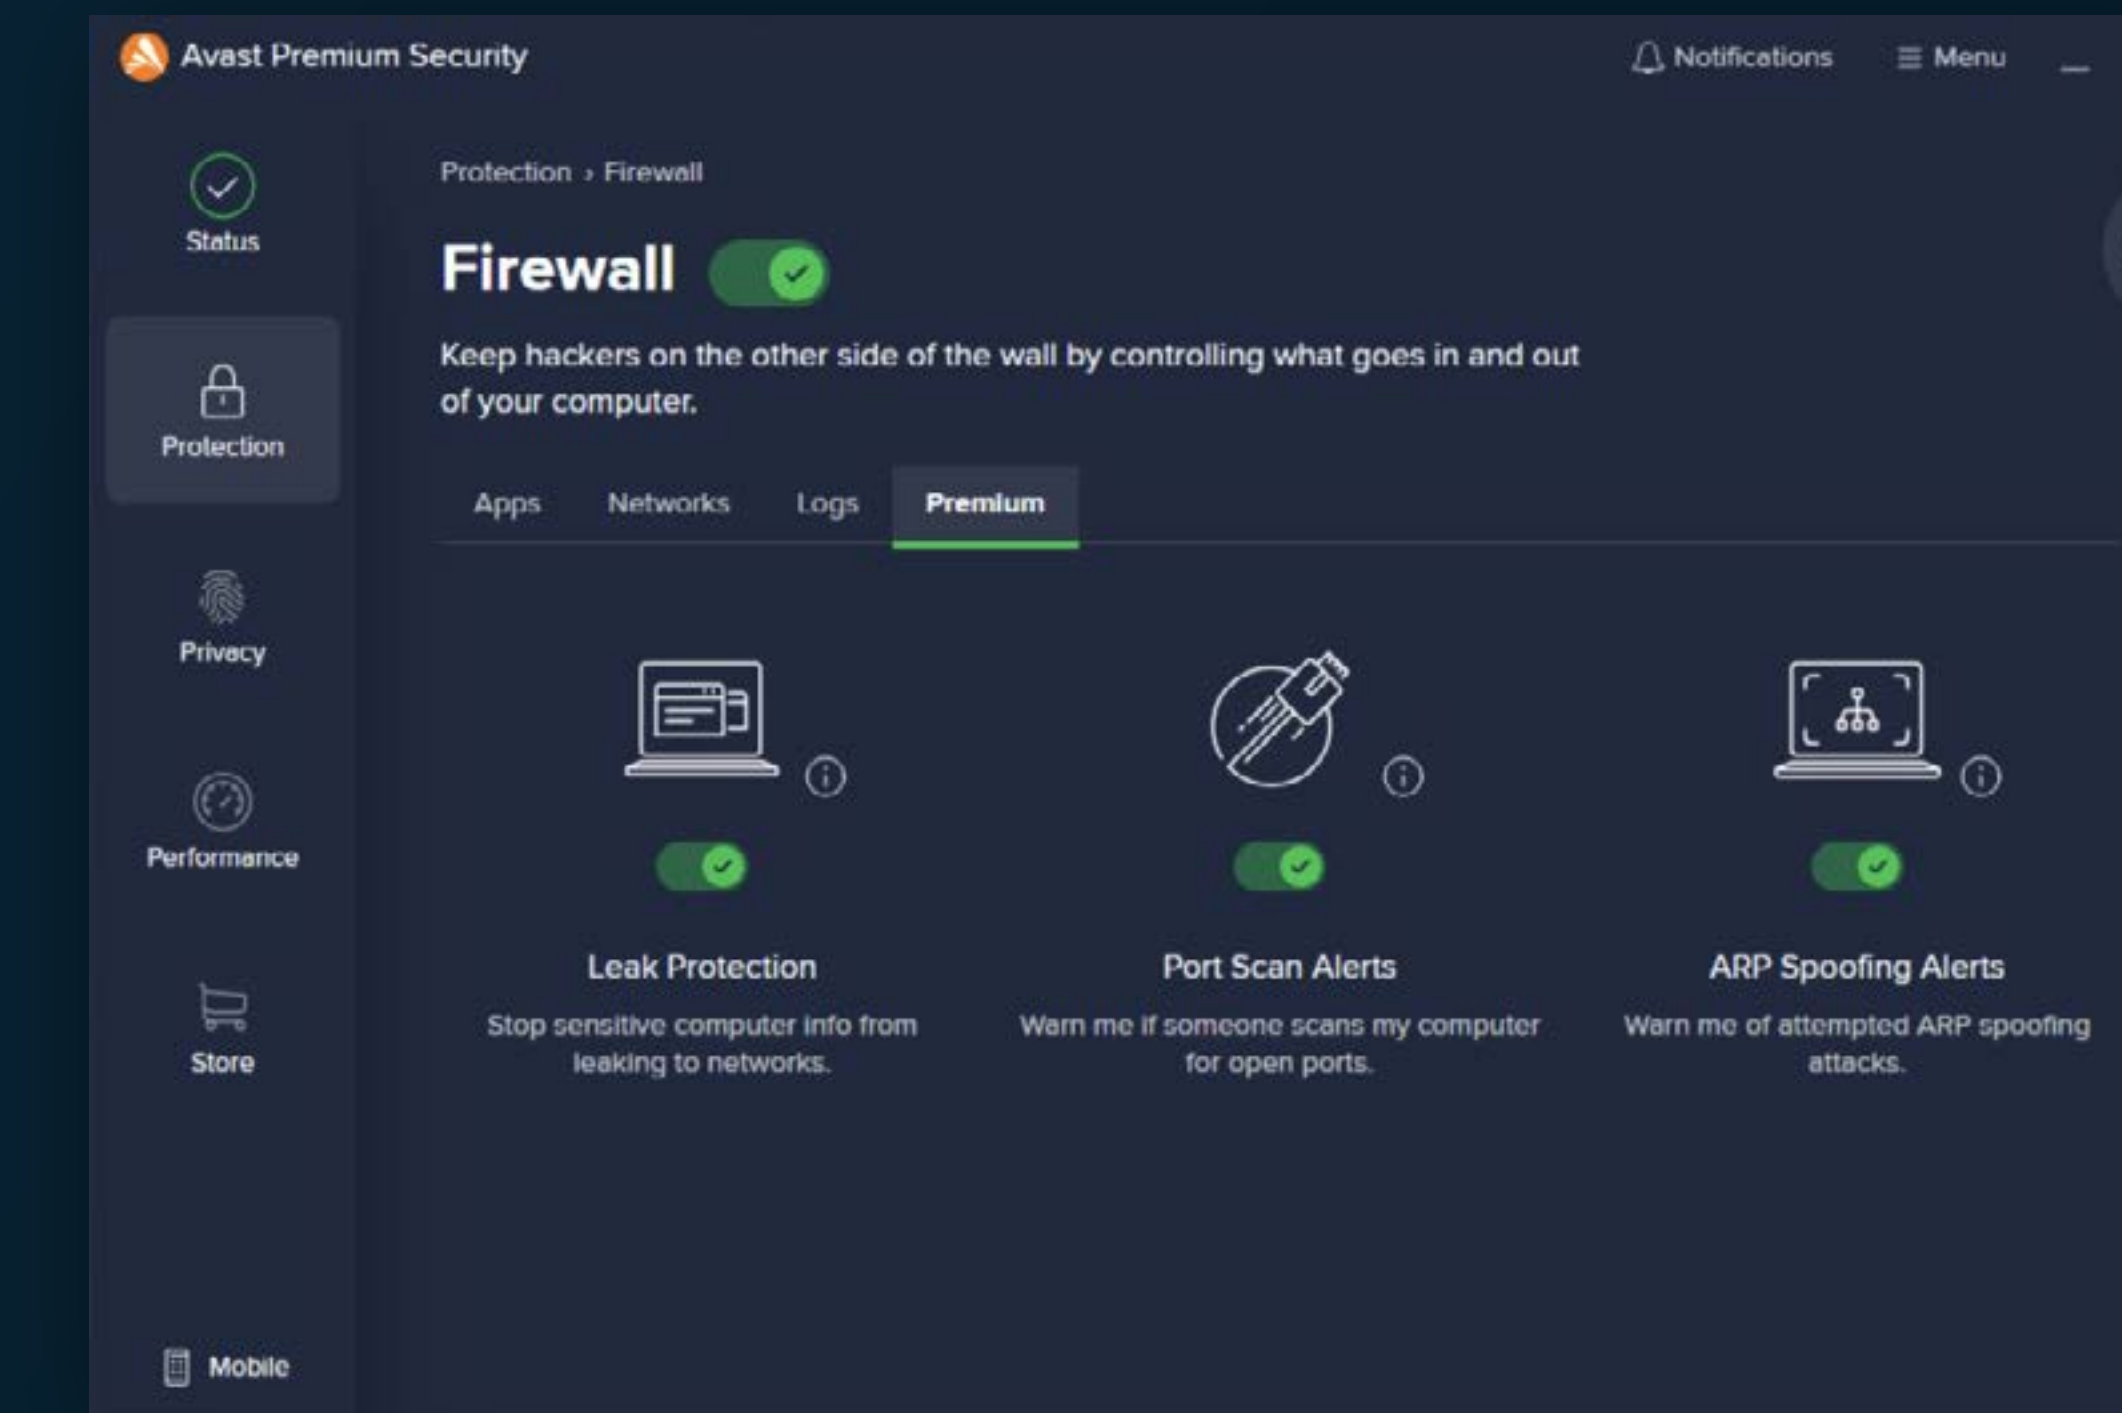 Avast Premium Security
Notifications
Menu
Status
Protection
Privacy
Performance
Store
Mobile
Protection › Firewall
Firewall
Keep hackers on the other side of the wall by controlling what goes in and out
of your computer.
Apps Networks Logs Premium
Leak Protection
Stop sensitive computer info from
leaking to networks.
Port Scan Alerts
Warn me if someone scans my computer
for open ports.
ARP Spoofing Alerts
Warn me of attempted ARP spoofing
attacks.